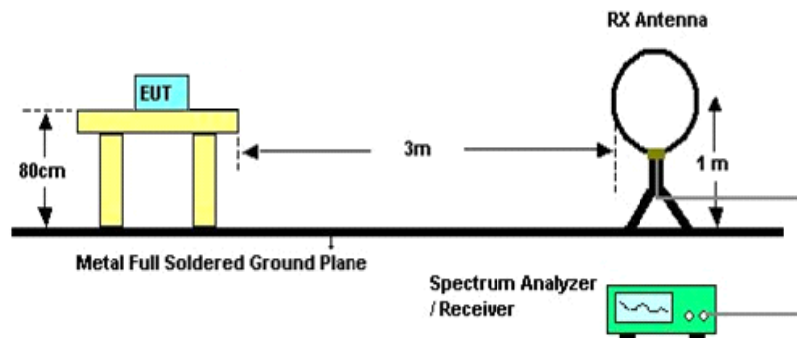 RX Antenna
EUT
3m
80cm
1 m
Metal Full Soldered Ground Plane
Spectrum Analyzer
/ Receiver